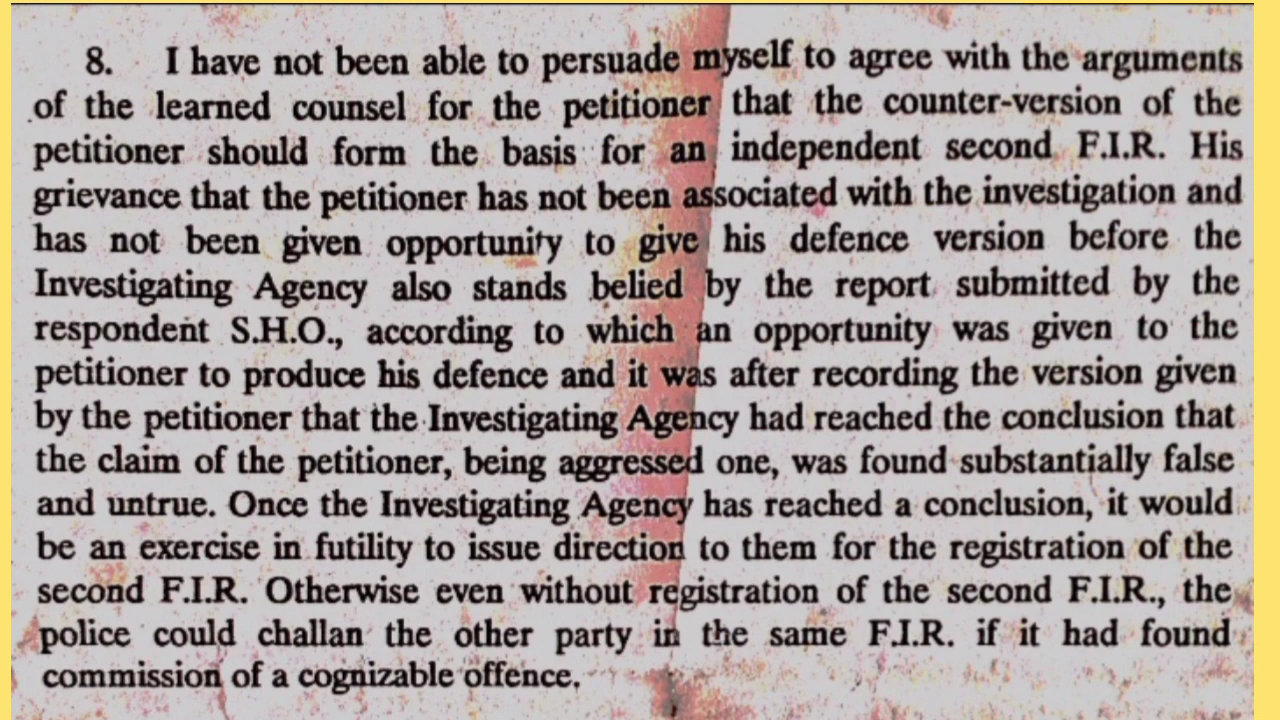 8. I have not been able to persuade myself to agree with the arguments
of the learned counsel for the petitioner that the counter-version of the
petitioner should form the basis for an independent second F.I.R. His
grievance that the petitioner has not been associated with the investigation and
has not been given opportunity to give his defence version before the
Investigating Agency also stands belied by the report submitted by the
respondent S.H.O., according to which an opportunity was given to the
petitioner to produce his defence and it was after recording the version given
by the petitioner that the Investigating Agency had reached the conclusion that
the claim of the petitioner, being aggressed one, was found substantially false
and untrue. Once the Investigating Agency has reached a conclusion, it would
be an exercise in futility to issue direction to them for the registration of the
second F.I.R. Otherwise even without registration of the second F.I.R., the
police could challan the other party in the same F.I.R. if it had found
commission of a cognizable offence.